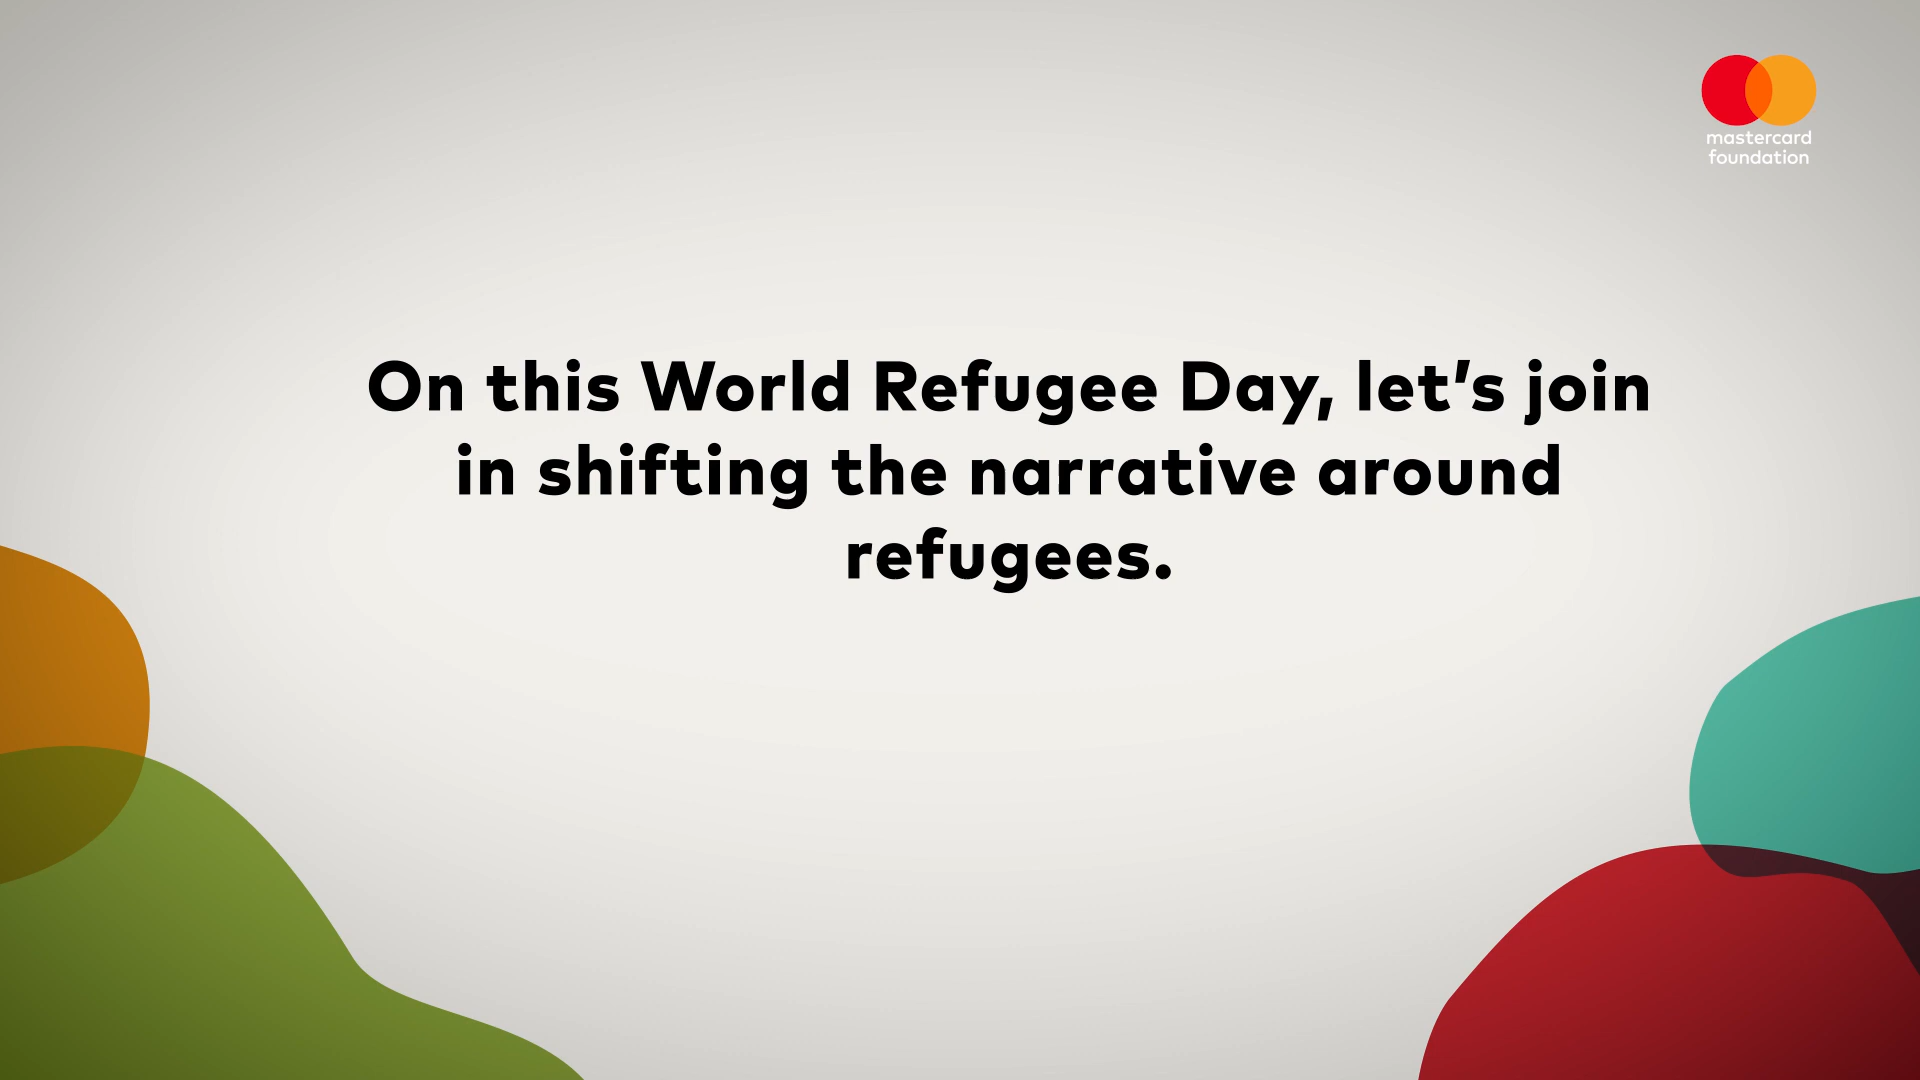 mastercard
foundation
On this World Refugee Day, let’s join
in shifting the narrative around
refugees.